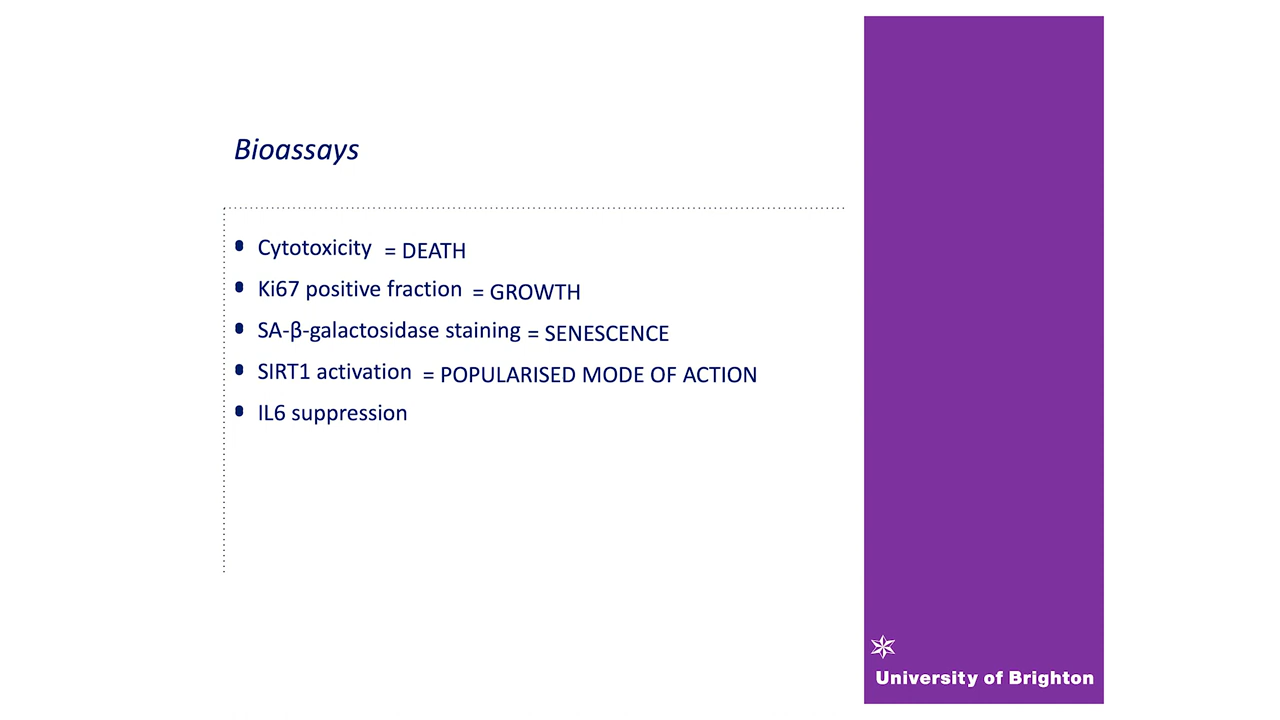 Bioassays
Cytotoxicity = DEATH
Ki67 positive fraction = GROWTH
SA-β-galactosidase staining = SENESCENCE
SIRT1 activation = POPULARISED MODE OF ACTION
IL6 suppression
University of Brighton